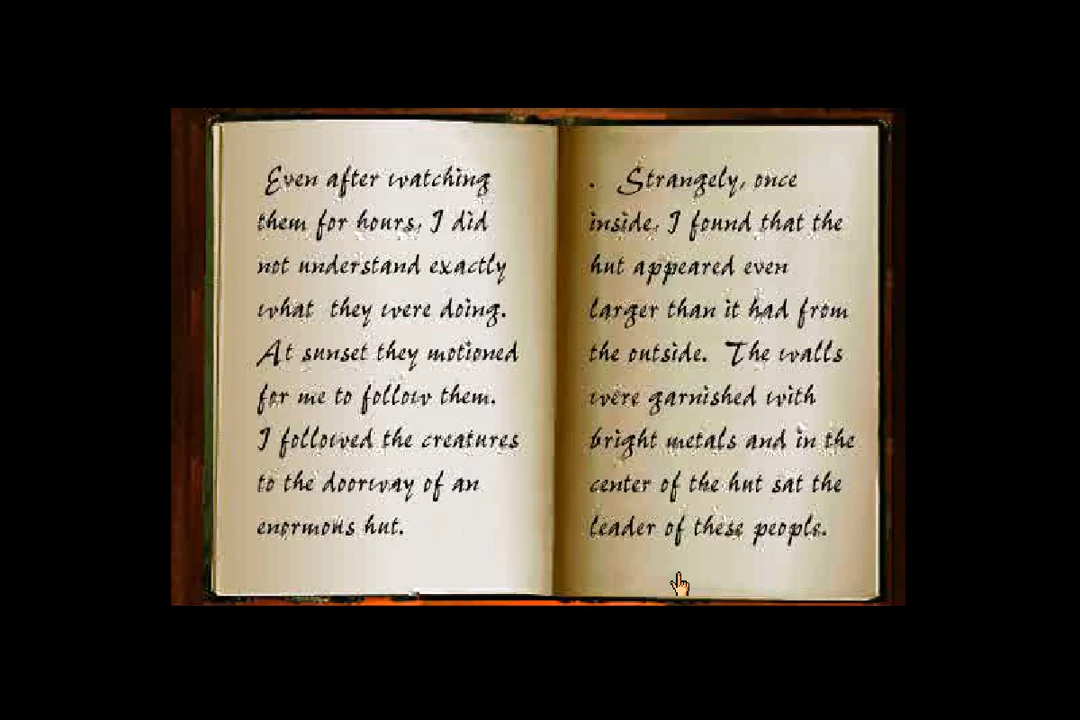 Even after watching
them for hours, I did
not understand exactly
what they were doing.
At sunset they motioned
for me to follow them.
I followed the creatures
to the doorway of an
enormous hut.
. Strangely, once
inside, I found that the
hut appeared even
larger than it had from
the outside. The walls
were garnished with
bright metals and in the
center of the hut sat the
leader of these people.